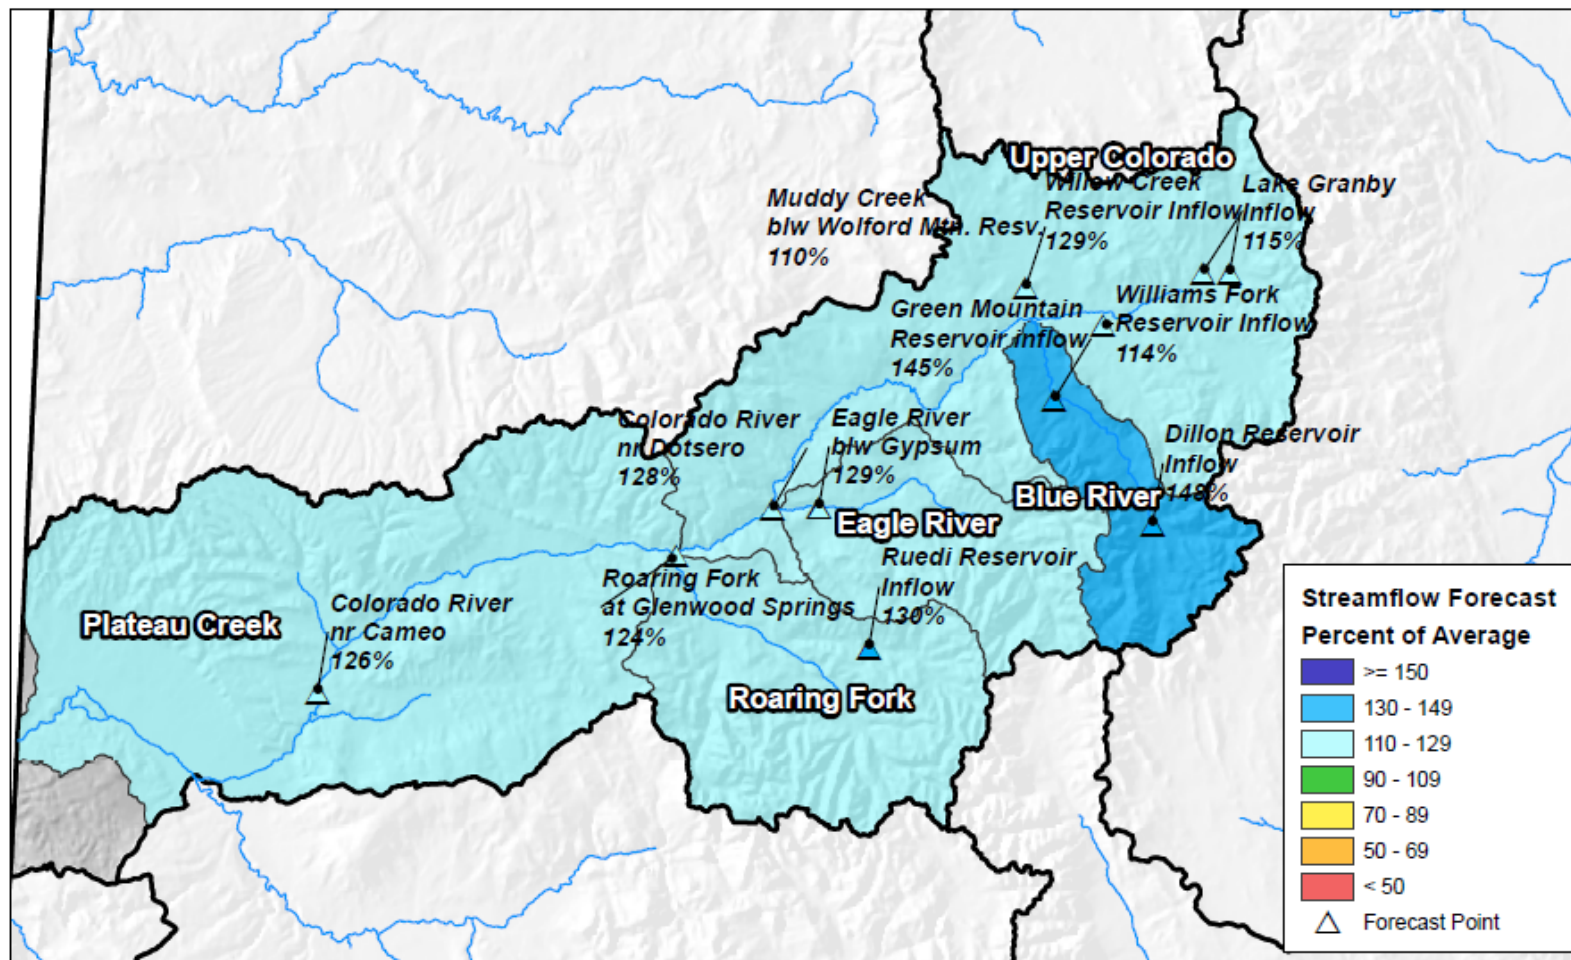 Upper Colorado
Muddy Creek
blw Wolford Mtn. Resv.
110%
Willow Creek
Reservoir Inflow
129%
Lake Granby
Inflow
115%
Green Mountain
Reservoir inflow
145%
Williams Fork
Reservoir Inflow
114%
Colorado River
nr Dotsero
128%
Eagle River
blw Gypsum
129%
Dillon Reservoir
Inflow
148%
Blue River
Eagle River
Ruedi Reservoir
Inflow
130%
Roaring Fork
at Glenwood Springs
124%
Plateau Creek
Colorado River
nr Cameo
126%
Roaring Fork
Streamflow Forecast
Percent of Average
>= 150
130 - 149
110 - 129
90 - 109
70 - 89
50 - 69
< 50
Forecast Point